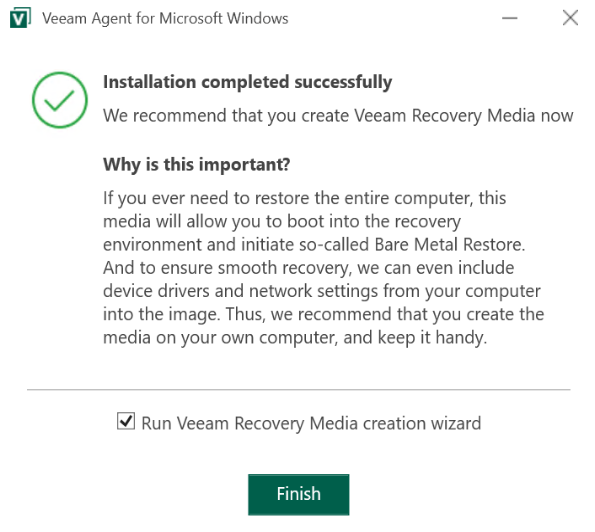 Veeam Agent for Microsoft Windows
Installation completed successfully
We recommend that you create Veeam Recovery Media now
Why is this important?
If you ever need to restore the entire computer, this
media will allow you to boot into the recovery
environment and initiate so-called Bare Metal Restore.
And to ensure smooth recovery, we can even include
device drivers and network settings from your computer
into the image. Thus, we recommend that you create the
media on your own computer, and keep it handy.
Run Veeam Recovery Media creation wizard
Finish